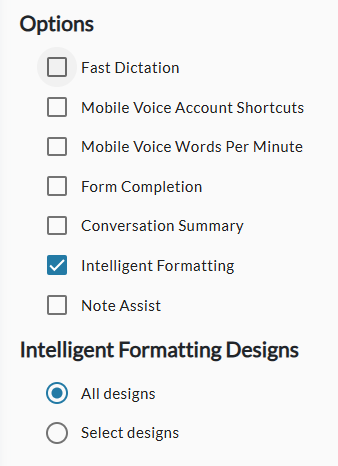 Options
Fast Dictation
Mobile Voice Account Shortcuts
Mobile Voice Words Per Minute
Form Completion
Conversation Summary
Intelligent Formatting
Note Assist
Intelligent Formatting Designs
All designs
Select designs